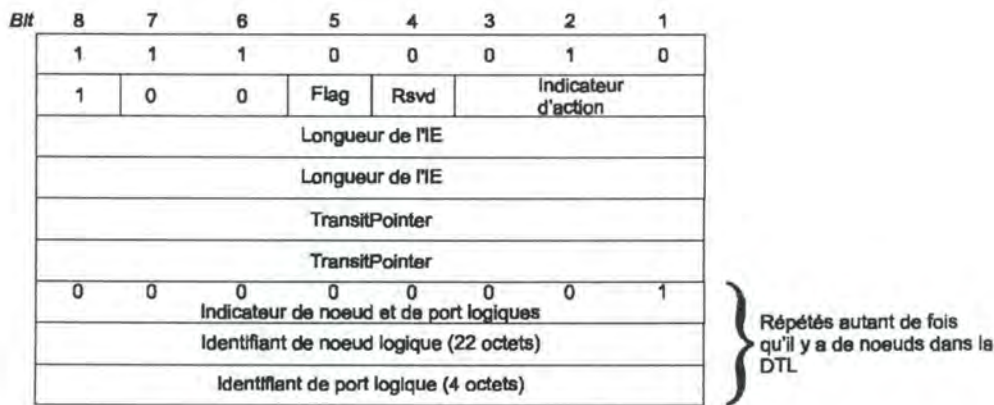 Bit 8 7 6 5 4 3 2 1
1 1 1 0 0 0 1 0
1 0 0 Flag Rsvd Indicateur
d'action
Longueur de l'IE
Longueur de l'IE
TransitPointer
TransitPointer
0 0 0 0 0 0 0 1
Indicateur de noeud et de port logiques
Identifiant de noeud logique (22 octets)
Identifiant de port logique (4 octets)
Répétés autant de fois
qu'il y a de noeuds dans la
DTL